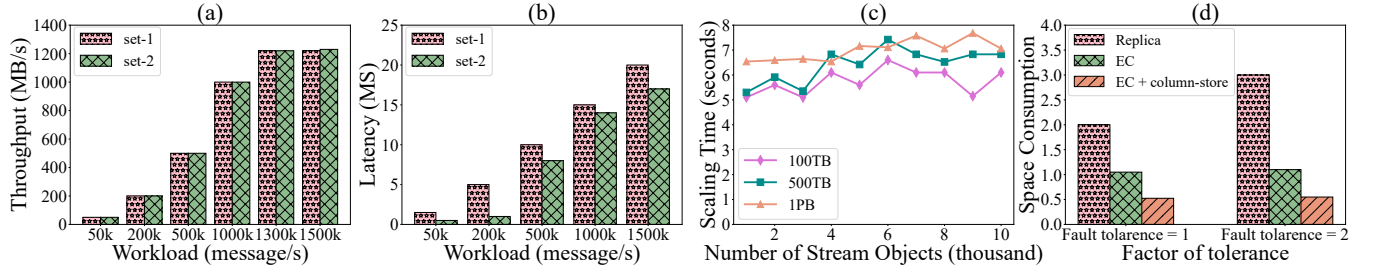 (a)
1400
1200
1000
800
600
400
200
0
Throughput (MB/s)
set-1
set-2
50k 200k 500k 1000k 1300k 1500k
Workload (message/s)
(b)
25
20
15
10
5
0
Latency (MS)
set-1
set-2
50k 200k 500k 1000k 1500k
Workload (message/s)
(c)
8
7
6
5
4
3
2
1
0
Scaling Time (seconds)
100TB
500TB
1PB
2 4 6 8 10
Number of Stream Objects (thousand)
(d)
4.0
3.5
3.0
2.5
2.0
1.5
1.0
0.5
0.0
Space Consumption
Replica
EC
EC + column-store
Fault tolarence = 1 Fault tolarence = 2
Factor of tolerance